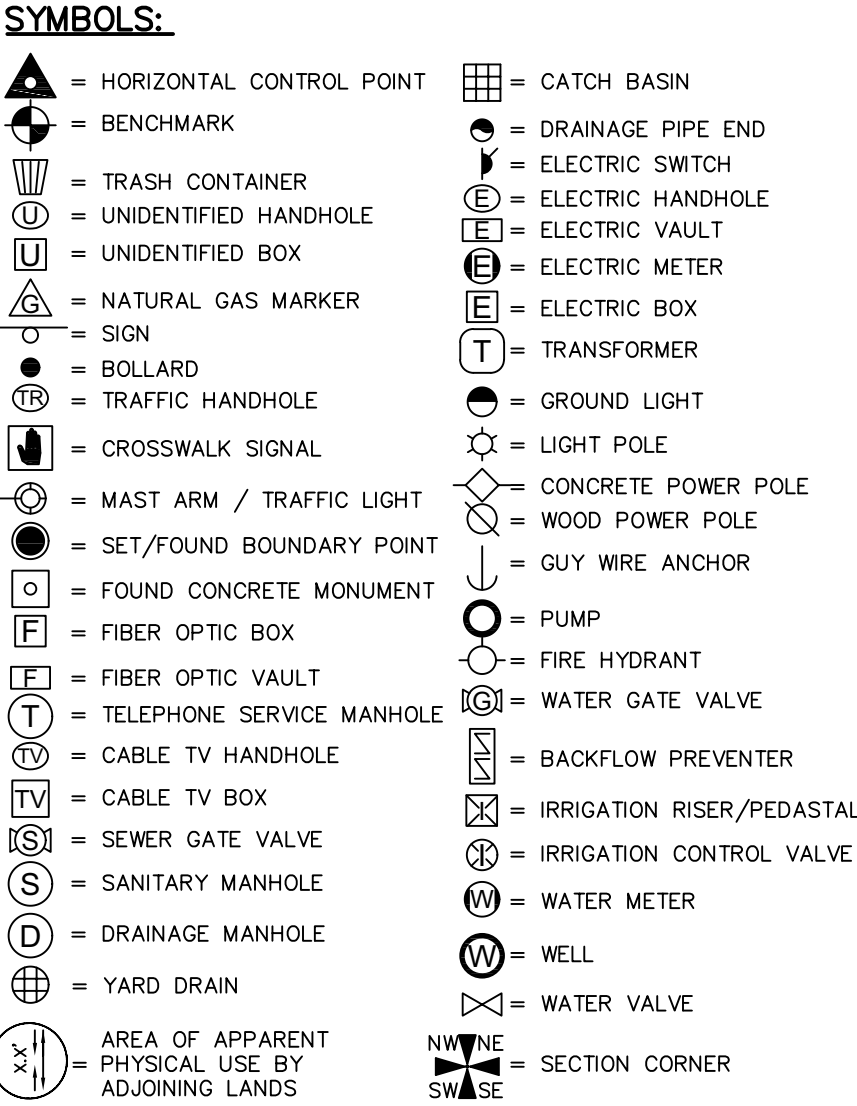 SYMBOLS:
= HORIZONTAL CONTROL POINT
= BENCHMARK
= TRASH CONTAINER
U = UNIDENTIFIED HANDHOLE
U = UNIDENTIFIED BOX
G = NATURAL GAS MARKER
= SIGN
= BOLLARD
TR = TRAFFIC HANDHOLE
= CROSSWALK SIGNAL
= MAST ARM / TRAFFIC LIGHT
= SET/FOUND BOUNDARY POINT
= FOUND CONCRETE MONUMENT
F = FIBER OPTIC BOX
F = FIBER OPTIC VAULT
T = TELEPHONE SERVICE MANHOLE
TV = CABLE TV HANDHOLE
TV = CABLE TV BOX
S = SEWER GATE VALVE
S = SANITARY MANHOLE
D = DRAINAGE MANHOLE
= YARD DRAIN
X.X' = AREA OF APPARENT
PHYSICAL USE BY
ADJOINING LANDS
= CATCH BASIN
= DRAINAGE PIPE END
= ELECTRIC SWITCH
E = ELECTRIC HANDHOLE
E = ELECTRIC VAULT
E = ELECTRIC METER
E = ELECTRIC BOX
T = TRANSFORMER
= GROUND LIGHT
= LIGHT POLE
= CONCRETE POWER POLE
= WOOD POWER POLE
= GUY WIRE ANCHOR
= PUMP
= FIRE HYDRANT
G = WATER GATE VALVE
= BACKFLOW PREVENTER
= IRRIGATION RISER/PEDASTAL
= IRRIGATION CONTROL VALVE
W = WATER METER
W = WELL
= WATER VALVE
NW NE
= SECTION CORNER
SW SE